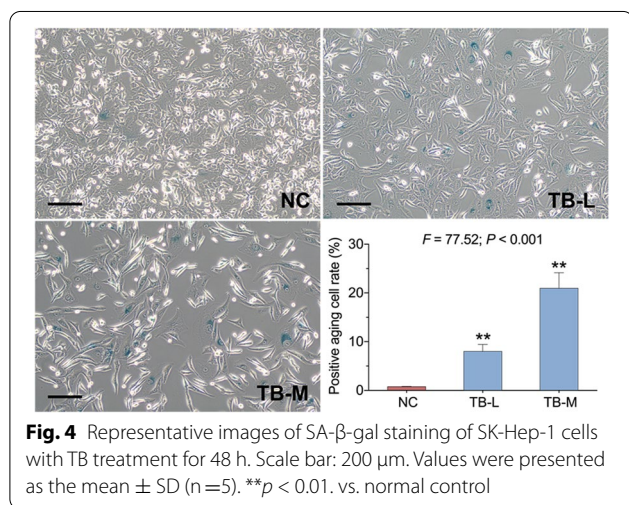 NC
TB-L
TB-M
F = 77.52; P < 0.001
Positive aging cell rate (%)
30
20
10
0
**
**
NC TB-L TB-M
Fig. 4 Representative images of SA-β-gal staining of SK-Hep-1 cells
with TB treatment for 48 h. Scale bar: 200 μm. Values were presented
as the mean ± SD (n = 5). **p < 0.01. vs. normal control